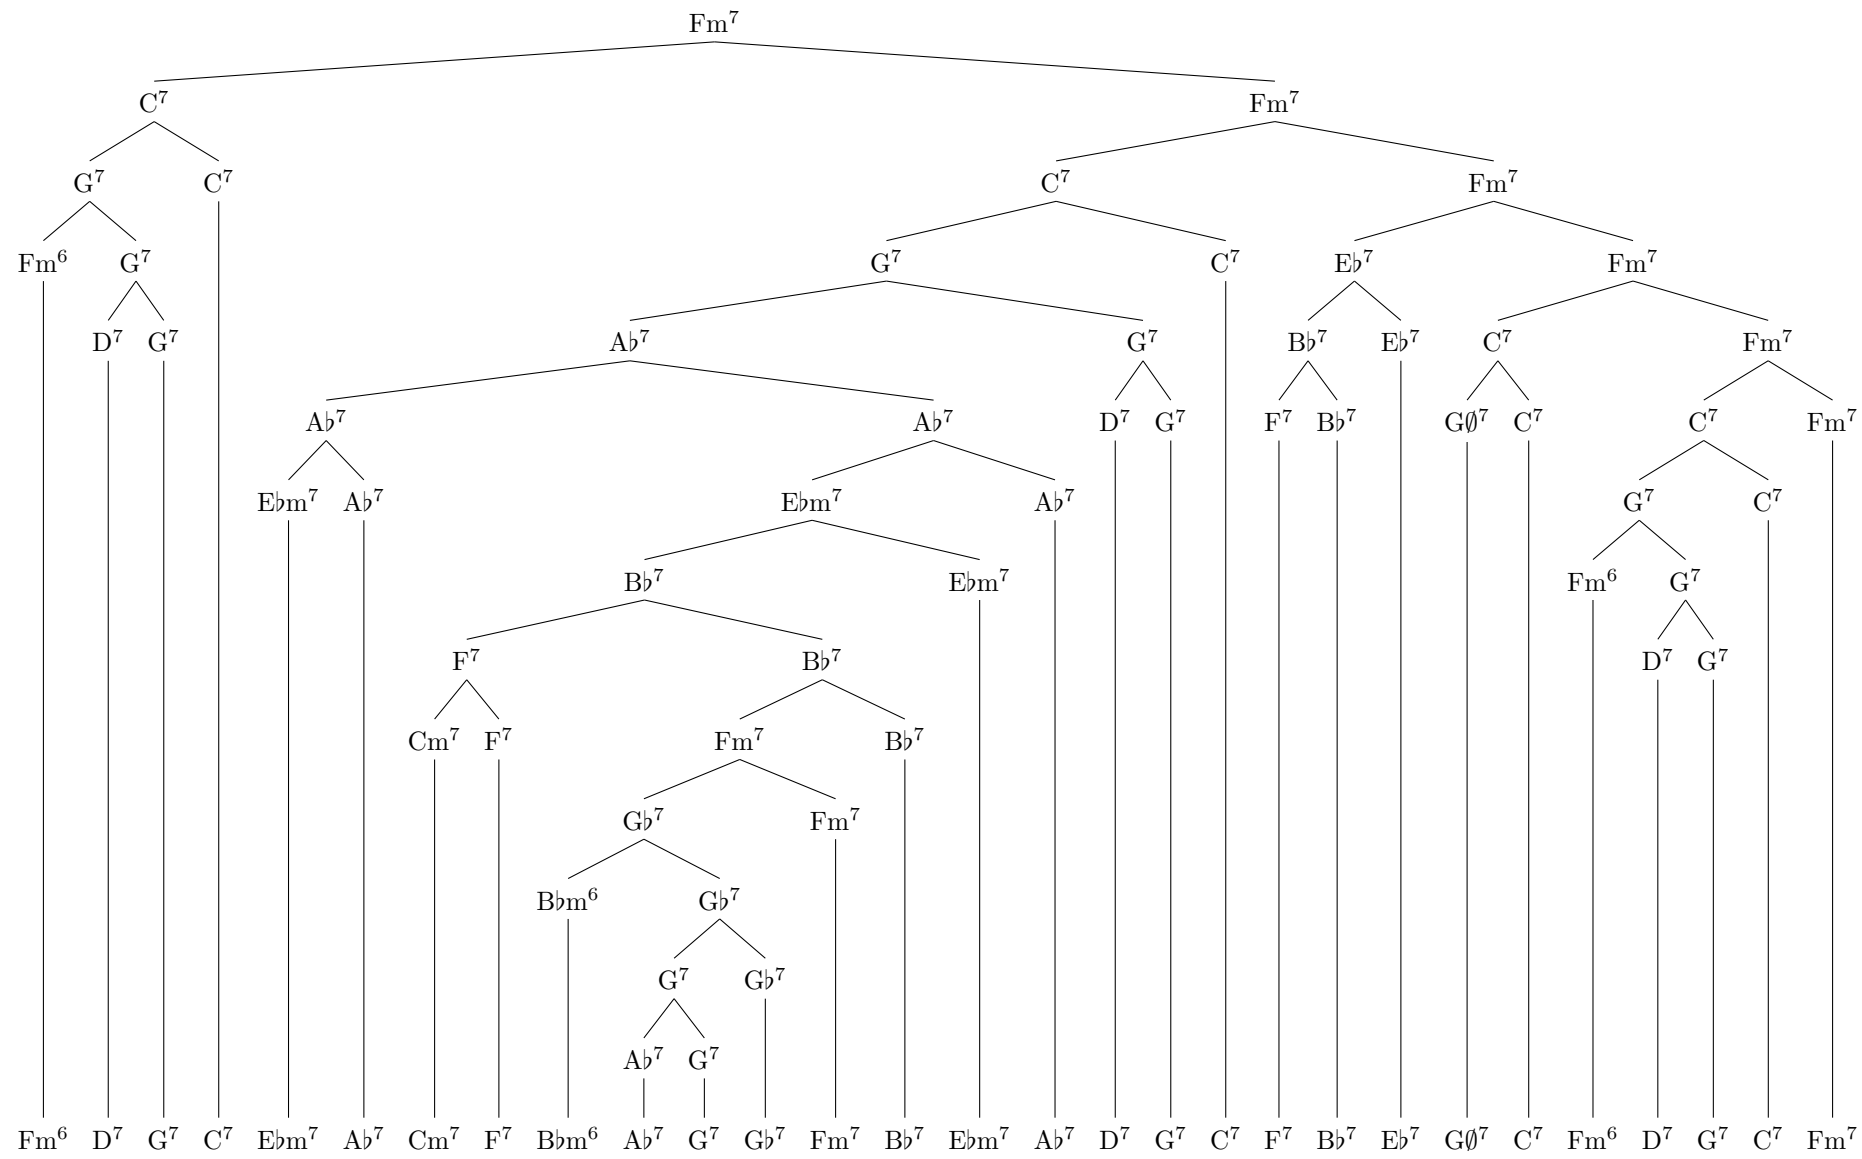 Fm⁷
C⁷ Fm⁷
G⁷ C⁷ C⁷ Fm⁷
Fm⁶ G⁷ G⁷ C⁷ E♭⁷ Fm⁷
D⁷ G⁷ A♭⁷ G⁷ B♭⁷ E♭⁷ C⁷ Fm⁷
A♭⁷ A♭⁷ D⁷ G⁷ F⁷ B♭⁷ G∅⁷ C⁷ C⁷ Fm⁷
E♭m⁷ A♭⁷ E♭m⁷ A♭⁷ G⁷ C⁷
B♭⁷ E♭m⁷ Fm⁶ G⁷
F⁷ B♭⁷ D⁷ G⁷
Cm⁷ F⁷ Fm⁷ B♭⁷
G♭⁷ Fm⁷
B♭m⁶ G♭⁷
G⁷ G♭⁷
A♭⁷ G⁷
Fm⁶ D⁷ G⁷ C⁷ E♭m⁷ A♭⁷ Cm⁷ F⁷ B♭m⁶ A♭⁷ G⁷ G♭⁷ Fm⁷ B♭⁷ E♭m⁷ A♭⁷ D⁷ G⁷ C⁷ F⁷ B♭⁷ E♭⁷ G∅⁷ C⁷ Fm⁶ D⁷ G⁷ C⁷ Fm⁷